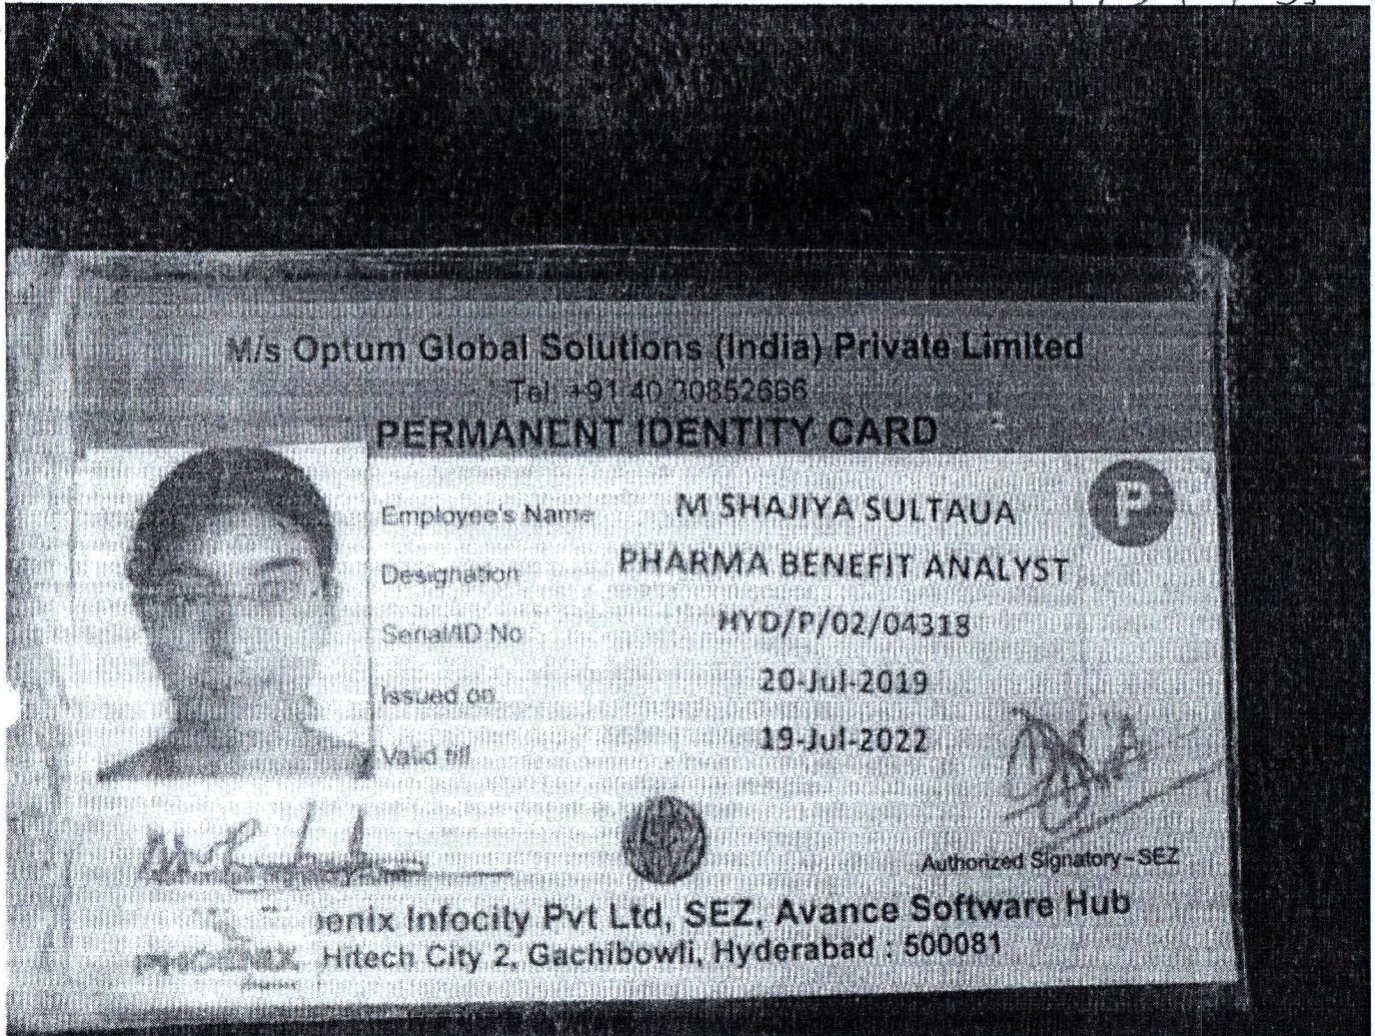 M/s Optum Global Solutions (India) Private Limited
Tel: +91 40 30852666
PERMANENT IDENTITY CARD
P
Employee's Name M SHAJIYA SULTAUA
Designation PHARMA BENEFIT ANALYST
Serial/ID No HYD/P/02/04318
Issued on 20-Jul-2019
Valid till 19-Jul-2022
Authorized Signatory-SEZ
Infocity Pvt Ltd, SEZ, Avance Software Hub
PHOENIX Hitech City 2, Gachibowli, Hyderabad : 500081